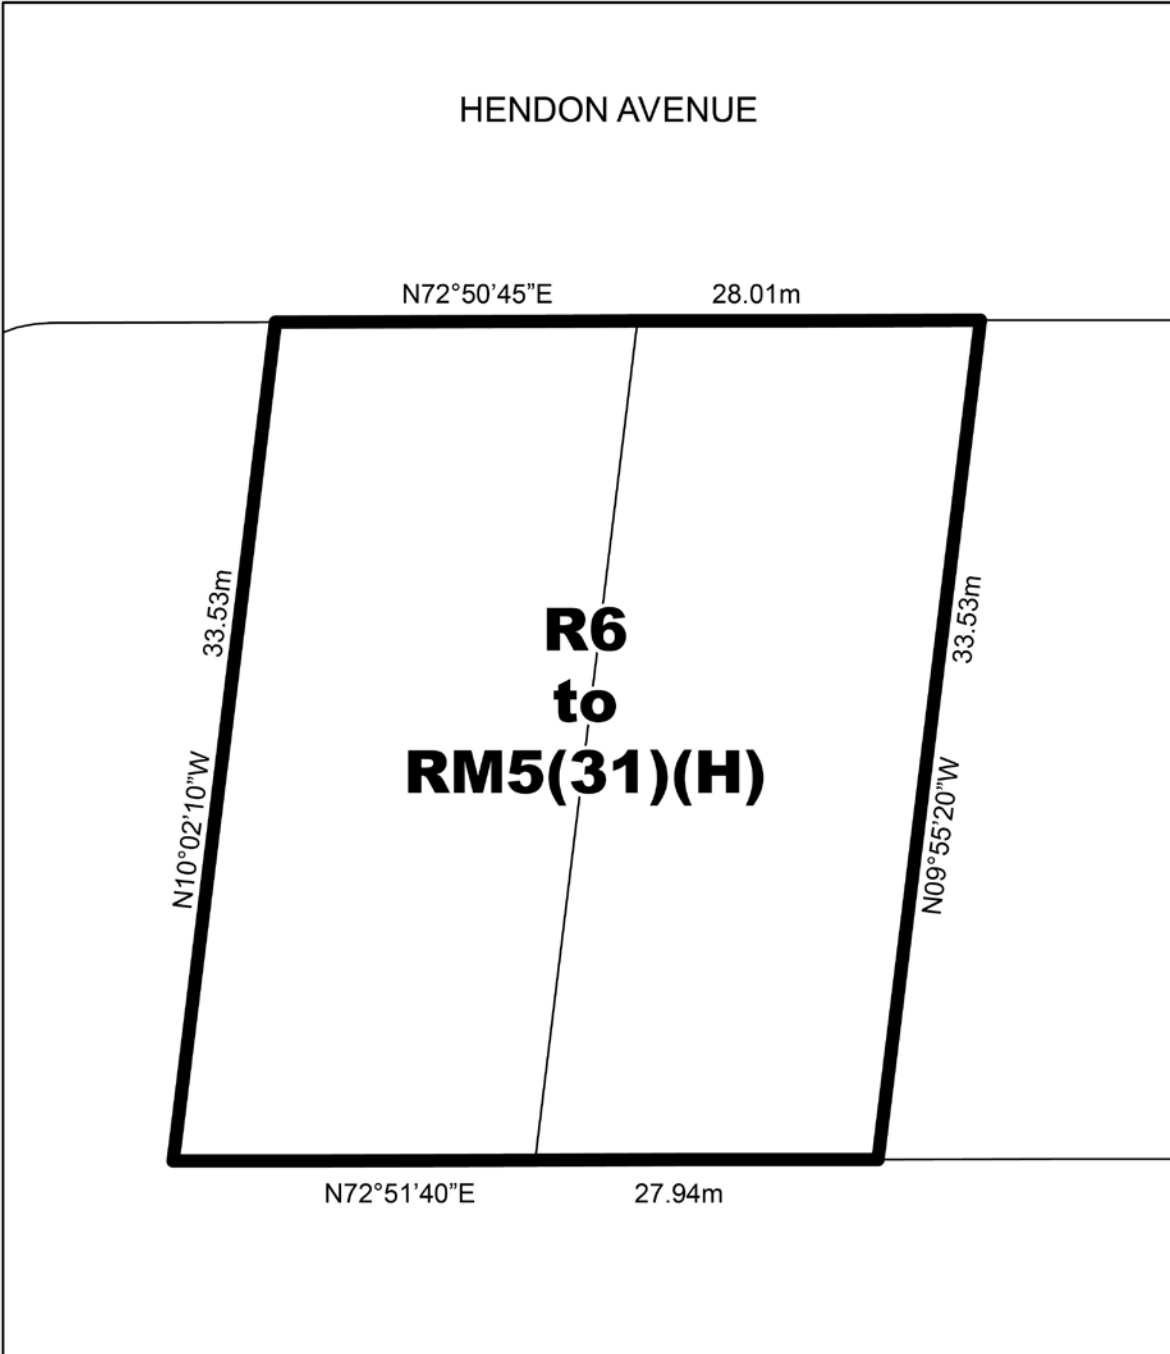 HENDON AVENUE
N72°50’45”E 28.01m
33.53m
33.53m
R6
to
RM5(31)(H)
N10°02’10”W
N09°55’20”W
N72°51’40”E 27.94m